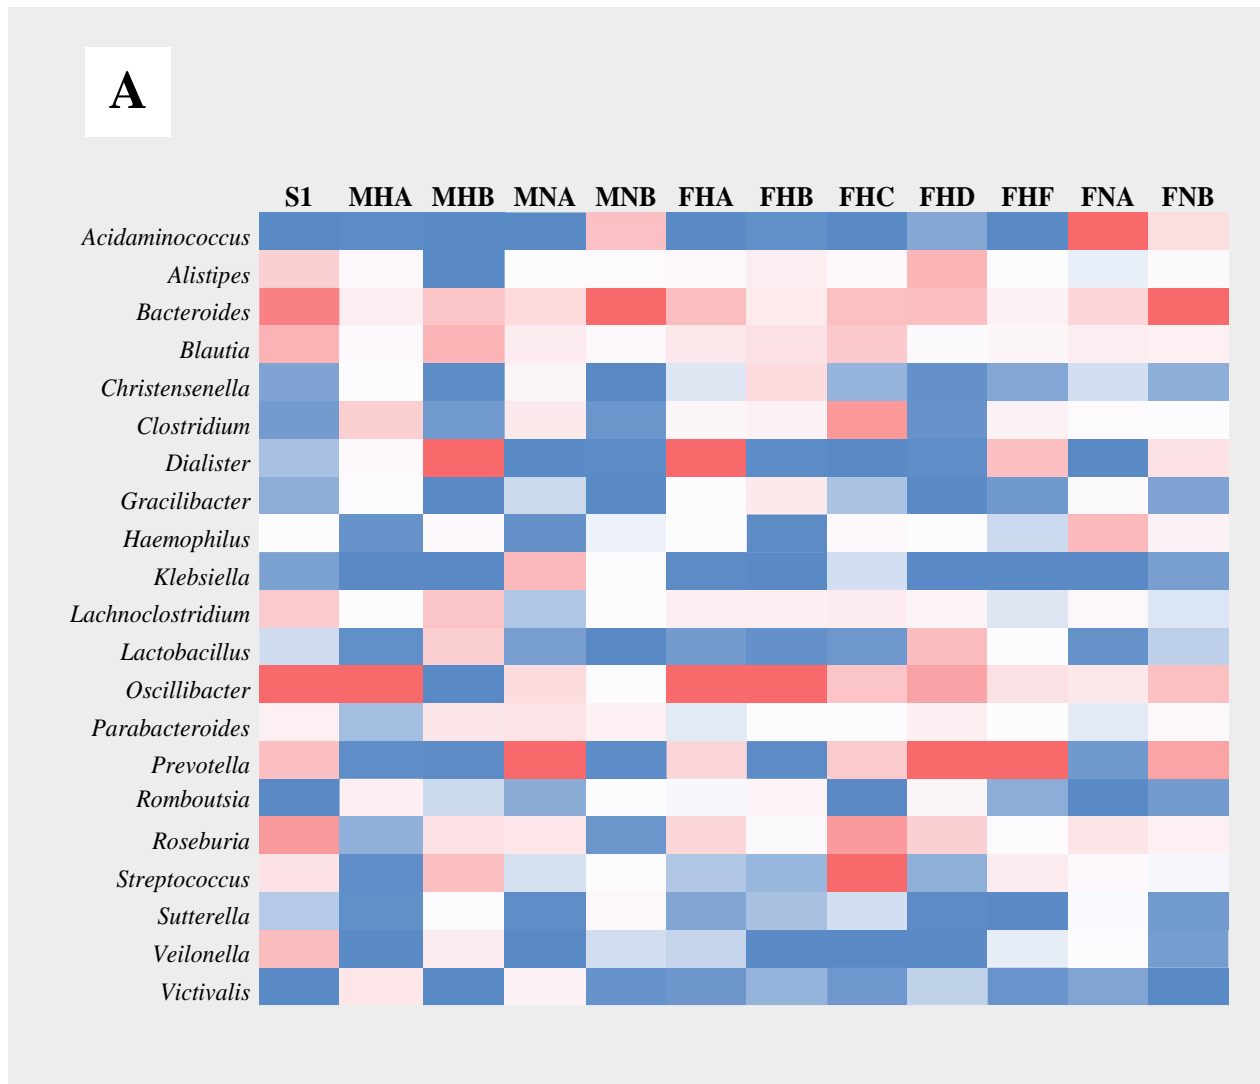 A
S1 MHA MHB MNA MNB FHA FHB FHC FHD FHF FNA FNB
Acidaminococcus
Alistipes
Bacteroides
Blautia
Christensenella
Clostridium
Dialister
Gracilibacter
Haemophilus
Klebsiella
Lachnoclostridium
Lactobacillus
Oscillibacter
Parabacteroides
Prevotella
Romboutsia
Roseburia
Streptococcus
Sutterella
Veilonella
Victivalis